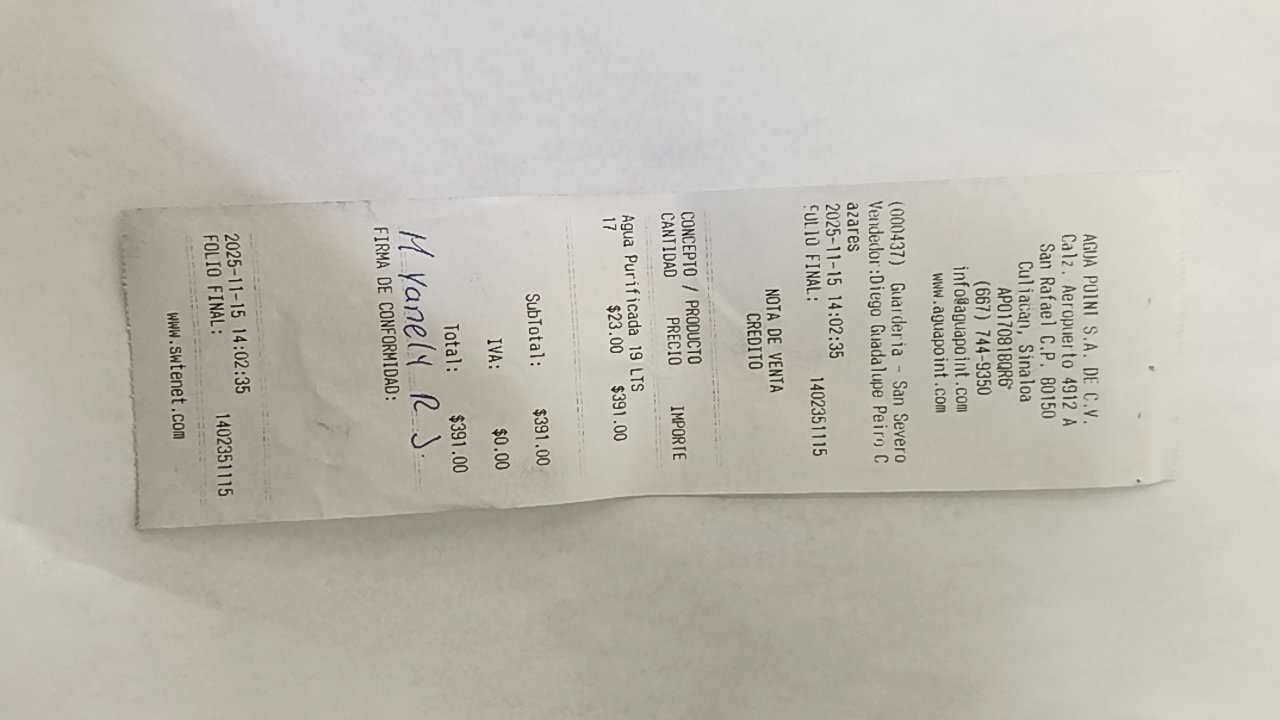 AGUA POINT S.A. DE C.V.
Calz. Aeropuerto 4912 A
San Rafael C.P. 80150
Culiacan, Sinaloa
APO170818QR6
(667) 744-9350
info@aguapoint.com
www.aguapoint.com
(000437) Guarderia - San Severo
Vendedor:Diego Guadalupe Peiro C
azares
2025-11-15 14:02:35
FOLIO FINAL: 1402351115
NOTA DE VENTA
CREDITO
CONCEPTO / PRODUCTO
CANTIDAD PRECIO IMPORTE
Agua Purificada 19 LTS
17 $23.00 $391.00
SubTotal: $391.00
IVA: $0.00
Total: $391.00
M Yanely R J.
FIRMA DE CONFORMIDAD:
2025-11-15 14:02:35
FOLIO FINAL: 1402351115
www.swtenet.com